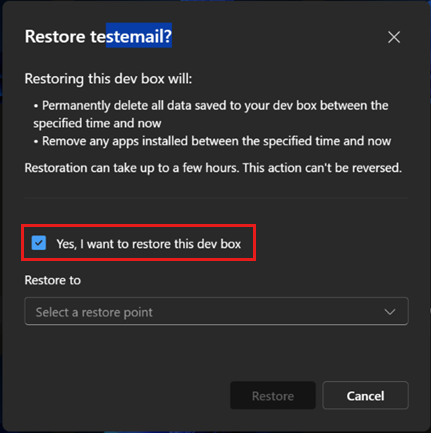 Restore testemail?
Restoring this dev box will:
• Permanently delete all data saved to your dev box between the
specified time and now
• Remove any apps installed between the specified time and now
Restoration can take up to a few hours. This action can't be reversed.
Yes, I want to restore this dev box
Restore to
Select a restore point
Restore
Cancel